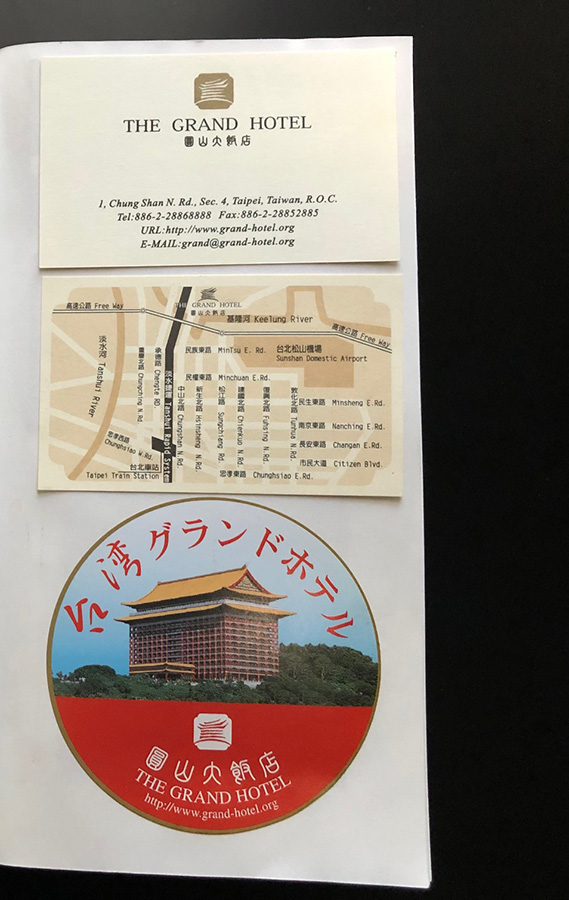 THE GRAND HOTEL
圓山大飯店
1, Chung Shan N. Rd., Sec. 4, Taipei, Taiwan, R.O.C.
Tel:886-2-28868888 Fax:886-2-28852885
URL:http://www.grand-hotel.org
E-MAIL:grand@grand-hotel.org
THE GRAND HOTEL
圓山大飯店
高速公路 Free Way
基隆河 Keelung River
高速公路 Free Way
淡水河 Tanshui River
重慶北路 Chungching N.Rd
承德路 Chengte RD
淡水捷運 Tanshui Rapid System
民族東路 MinTsu E. Rd.
台北松山機場
Sunshan Domestic Airport
民權東路 Minchuan E.Rd.
中山北路 Chungshan N.Rd.
新生北路 Hsinsheng N.Rd.
松江路 Sungchiang Rd.
建國北路 Chienkuo N.Rd.
復興北路 Fuhsing N.Rd.
敦化北路 Tunhua N.Rd.
民生東路 Minsheng E.Rd.
南京東路 Nanching E.Rd.
長安東路 Changan E.Rd.
市民大道 Citizen Blvd.
忠孝西路
Chunghsiao W.Rd.
台北車站
Taipei Train Station
忠孝東路 Chunghsiao E.Rd.
台湾グランドホテル
圓山大飯店
THE GRAND HOTEL
http://www.grand-hotel.org